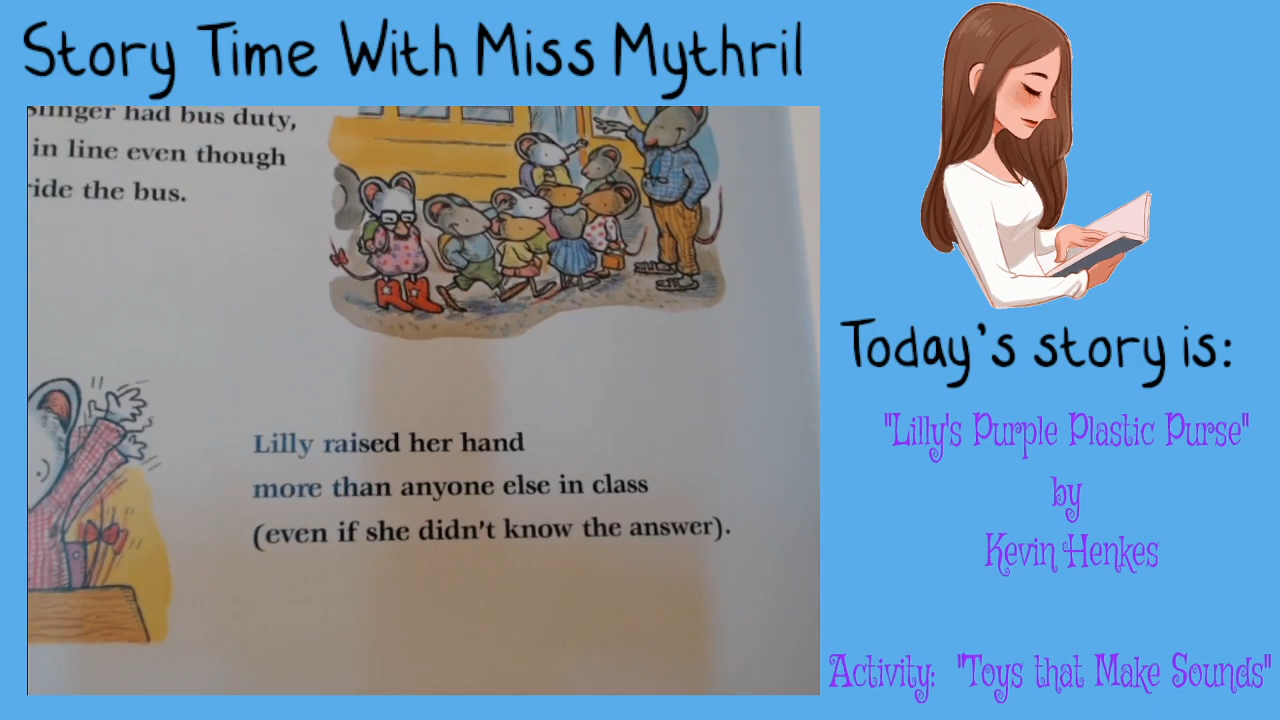 Story Time With Miss Mythril
Slinger had bus duty,
in line even though
ride the bus.
Lilly raised her hand
more than anyone else in class
(even if she didn't know the answer).
Today's story is:
"Lilly's Purple Plastic Purse"
by
Kevin Henkes
Activity: "Toys that Make Sounds"